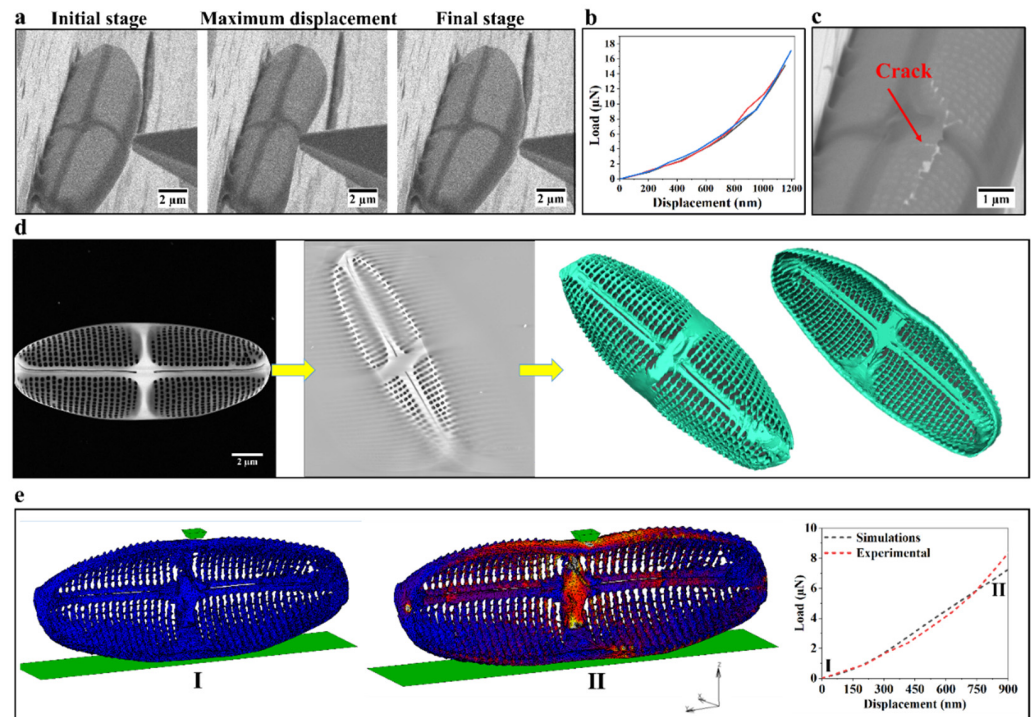 a
Initial stage
Maximum displacement
Final stage
2 µm
2 µm
2 µm
b
Load (µN)
18
16
14
12
10
8
6
4
2
0
0 200 400 600 800 1000 1200
Displacement (nm)
c
Crack
1 µm
d
2 µm
e
I
II
z
Load (µN)
10
8
6
4
2
0
Simulations
Experimental
I
II
0 150 300 450 600 750 900
Displacement (nm)